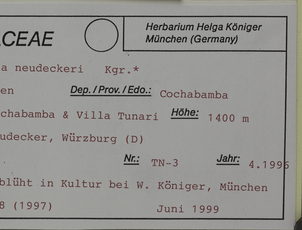 ACEAE
Herbarium Helga Königer
München (Germany)
a neudeckeri Kgr.*
en Dep. / Prov. / Edo.: Cochabamba
chabamba & Villa Tunari Höhe: 1400 m
udecker, Würzburg (D)
Nr.: TN-3 Jahr: 4.1996
blüht in Kultur bei W. Königer, München
8 (1997) Juni 1999